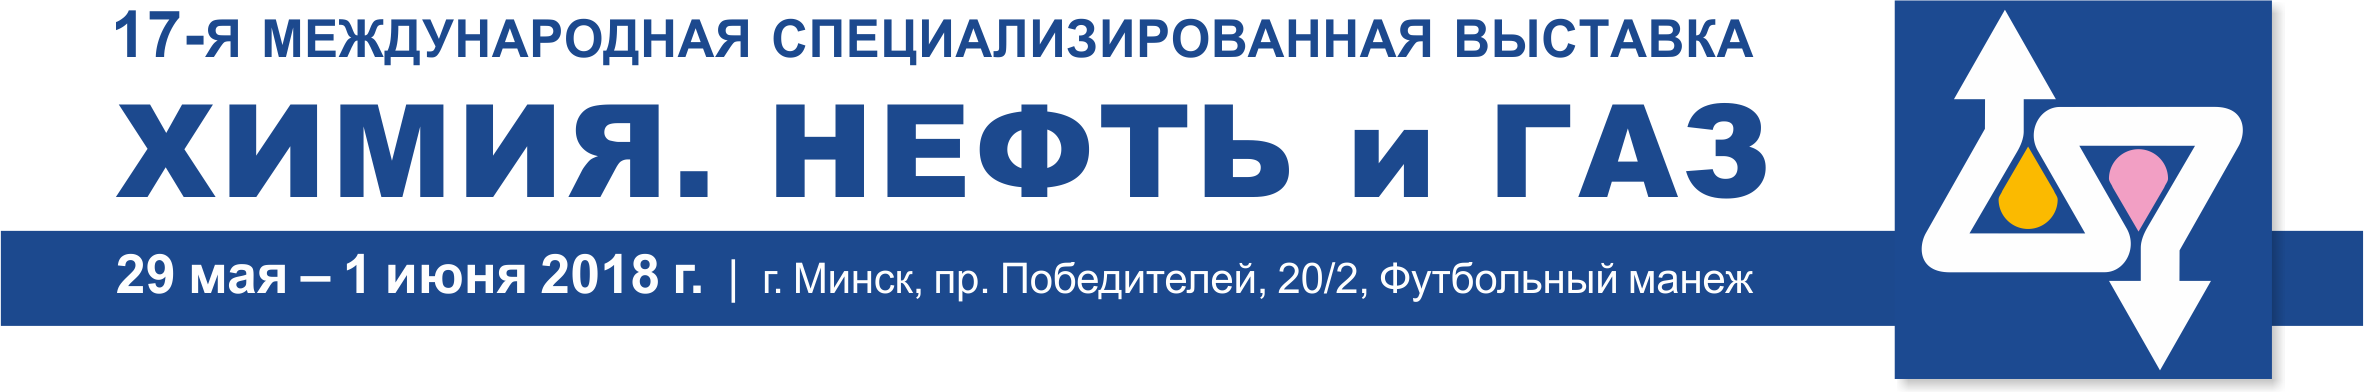 17-я МЕЖДУНАРОДНАЯ СПЕЦИАЛИЗИРОВАННАЯ ВЫСТАВКА
ХИМИЯ. НЕФТЬ и ГАЗ
29 мая – 1 июня 2018 г. | г. Минск, пр. Победителей, 20/2, Футбольный манеж